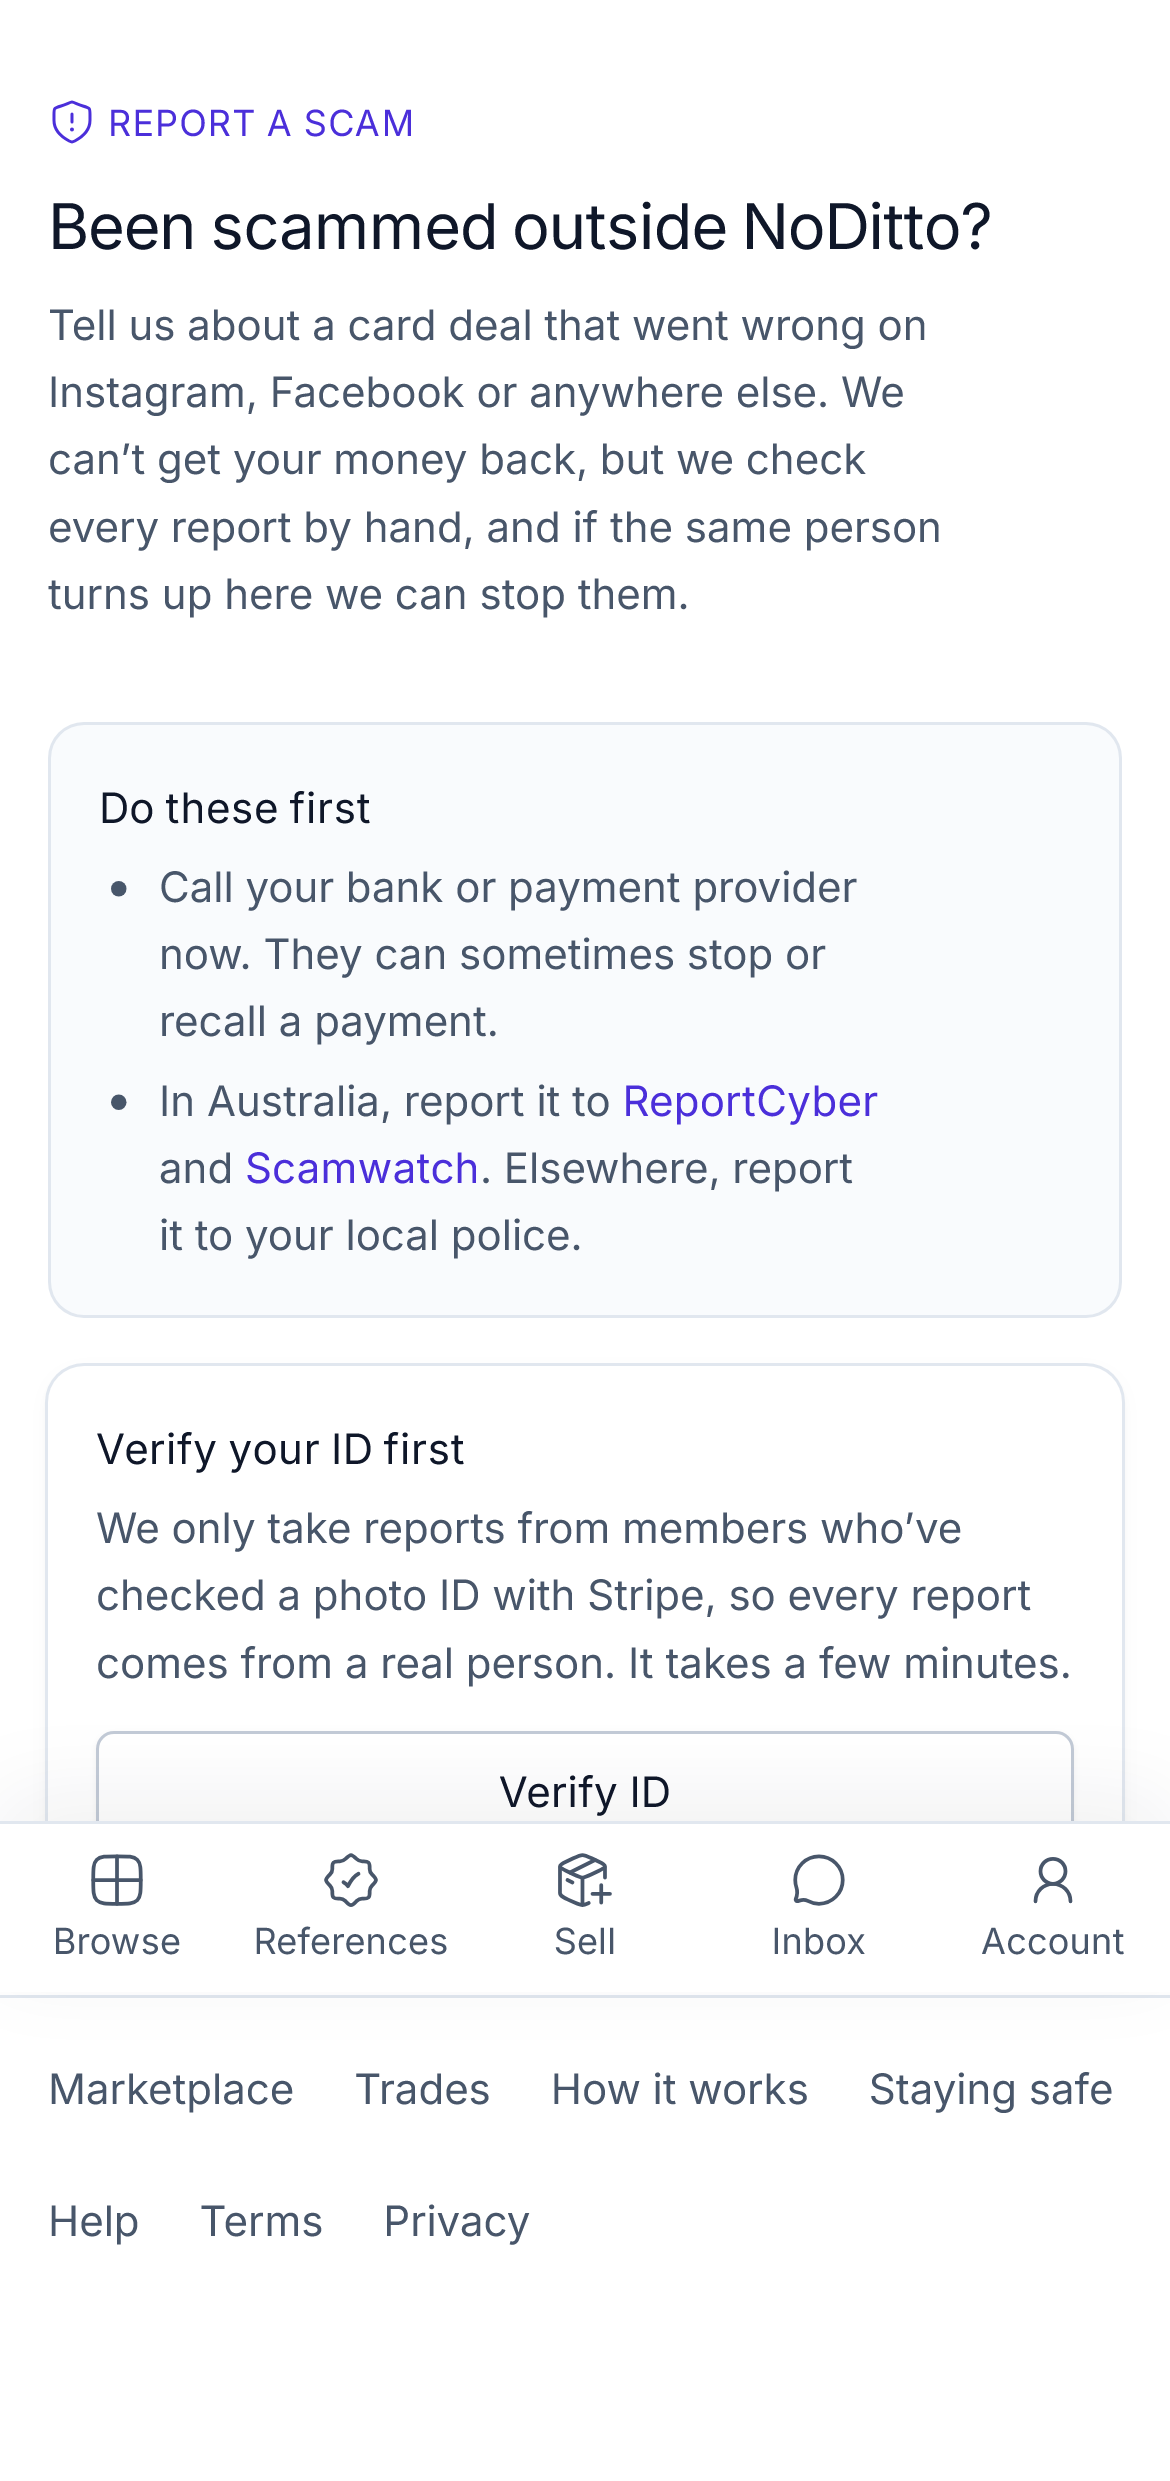 REPORT A SCAM
Been scammed outside NoDitto?
Tell us about a card deal that went wrong on
Instagram, Facebook or anywhere else. We
can’t get your money back, but we check
every report by hand, and if the same person
turns up here we can stop them.
Do these first
• Call your bank or payment provider
now. They can sometimes stop or
recall a payment.
• In Australia, report it to ReportCyber
and Scamwatch. Elsewhere, report
it to your local police.
Verify your ID first
We only take reports from members who’ve
checked a photo ID with Stripe, so every report
comes from a real person. It takes a few minutes.
Verify ID
Browse References Sell Inbox Account
Marketplace Trades How it works Staying safe
Help Terms Privacy